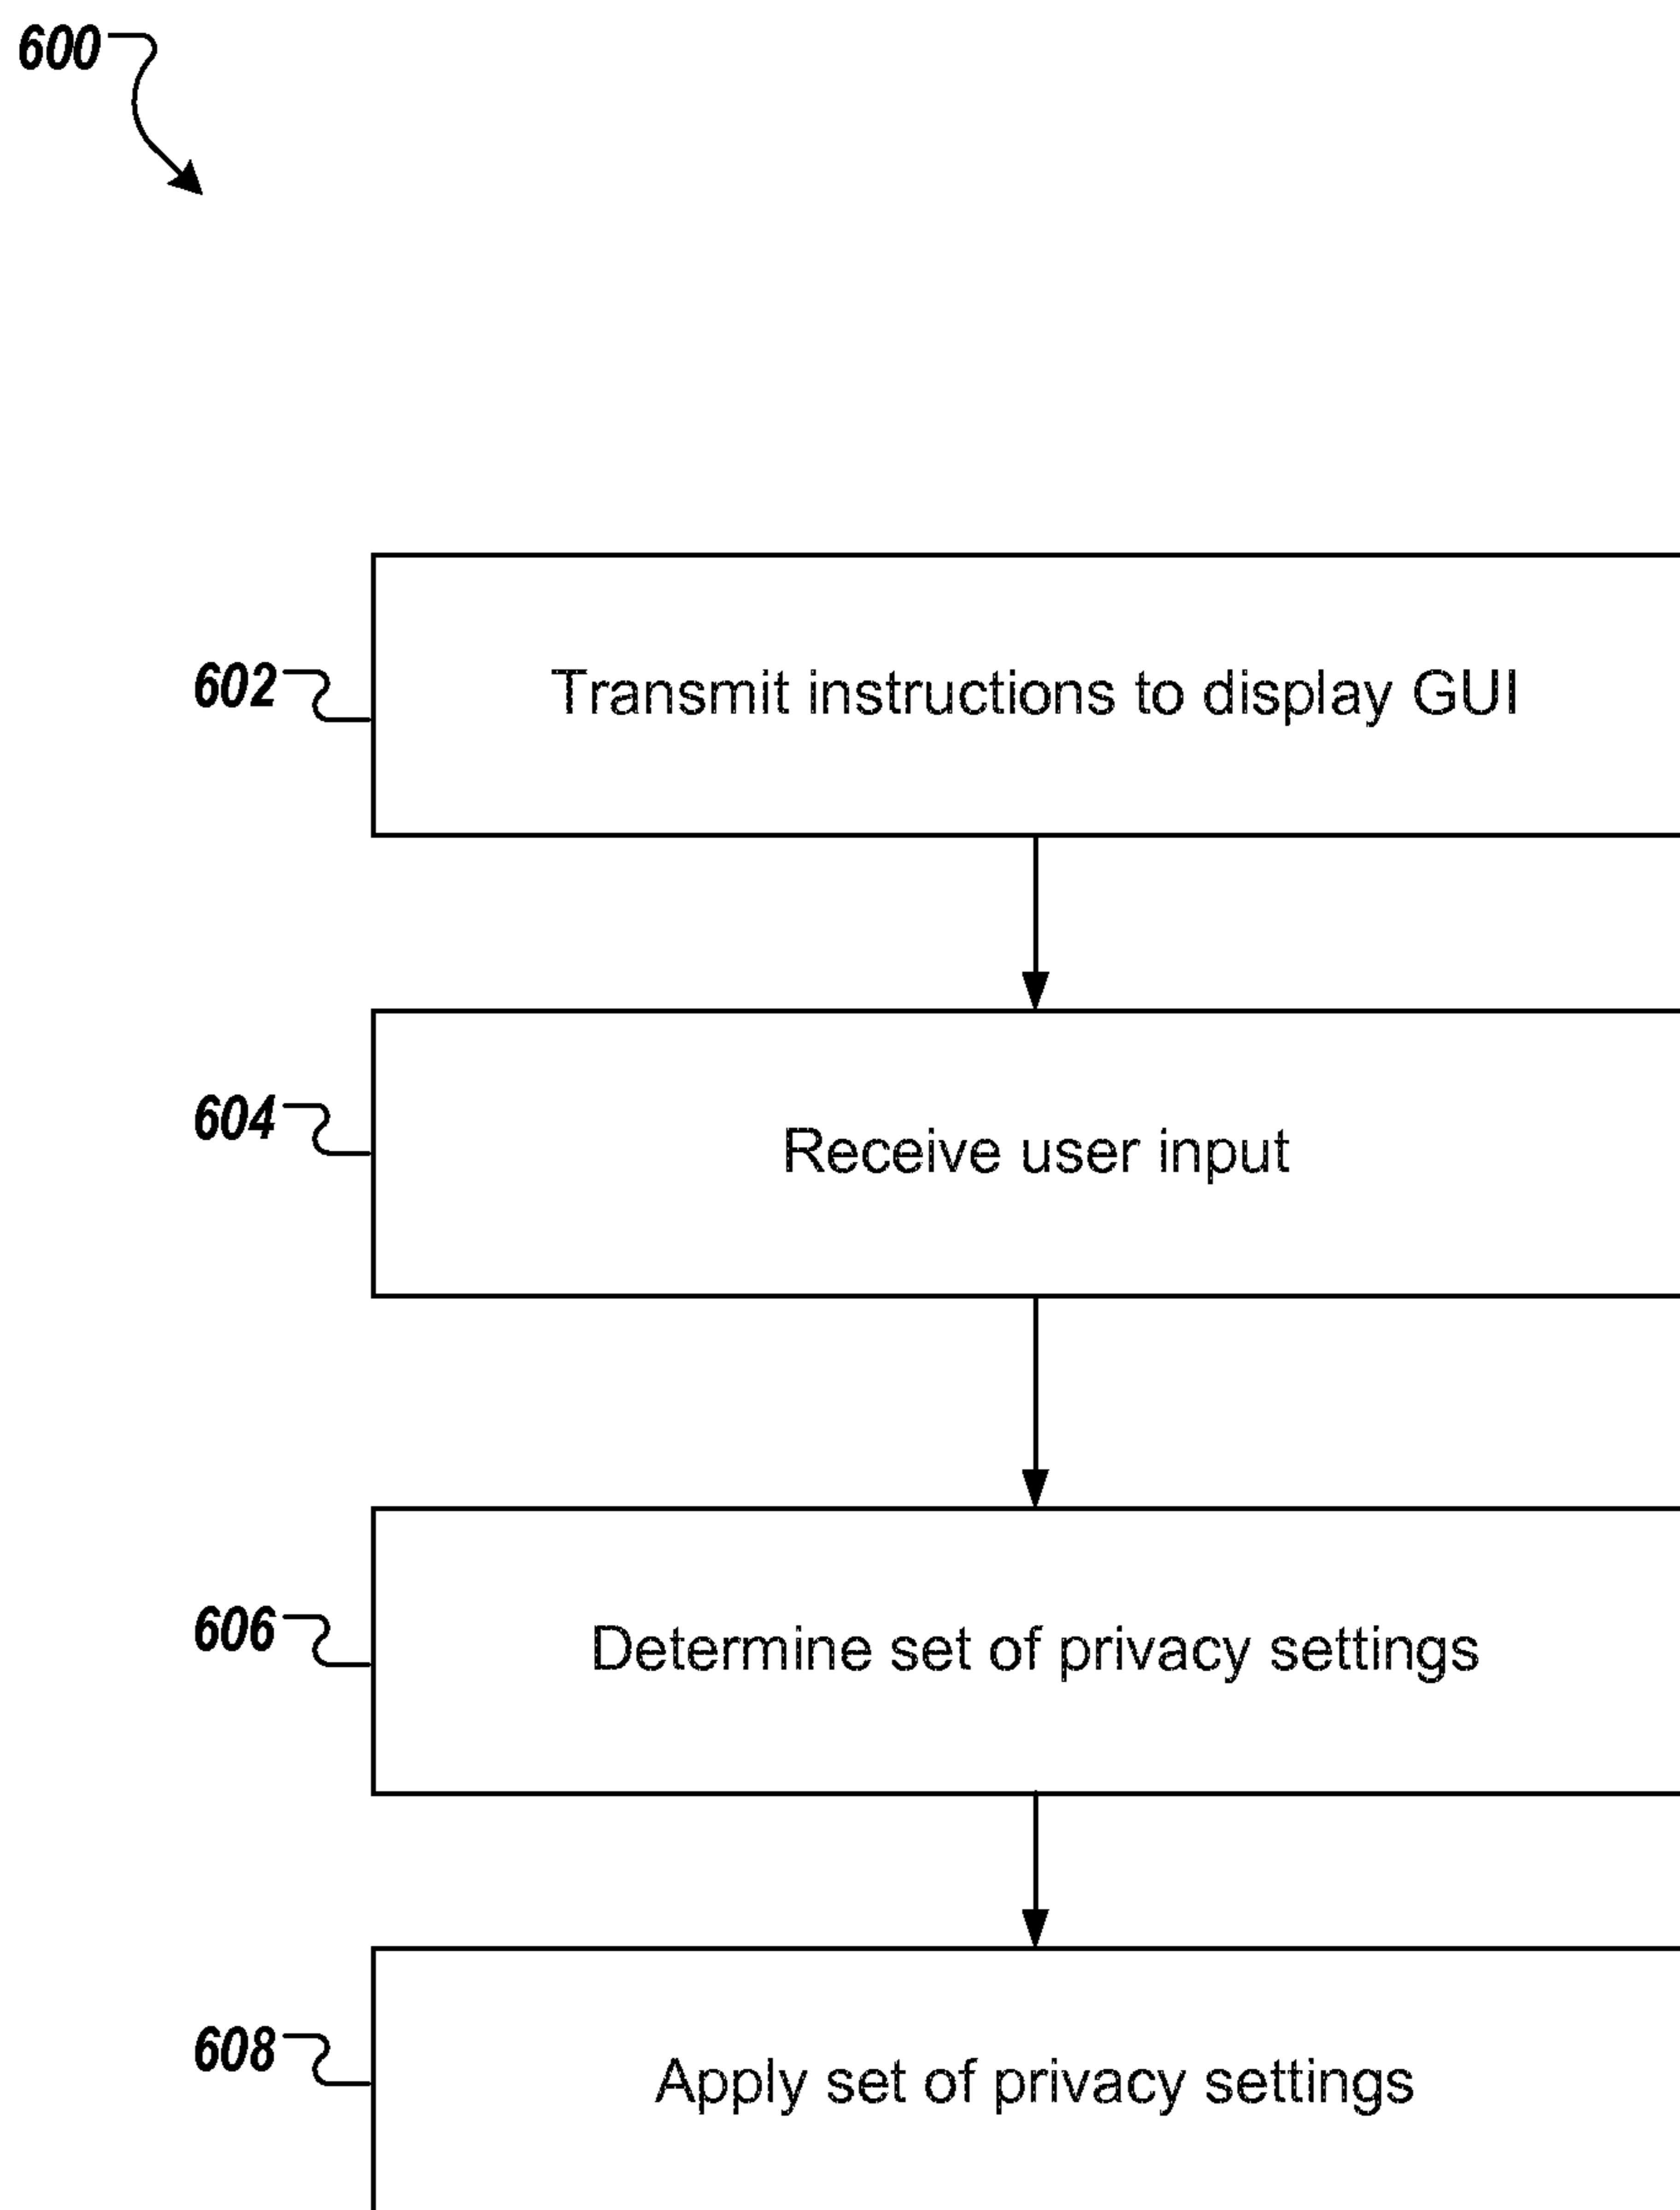 600
602
Transmit instructions to display GUI
604
Receive user input
606
Determine set of privacy settings
608
Apply set of privacy settings